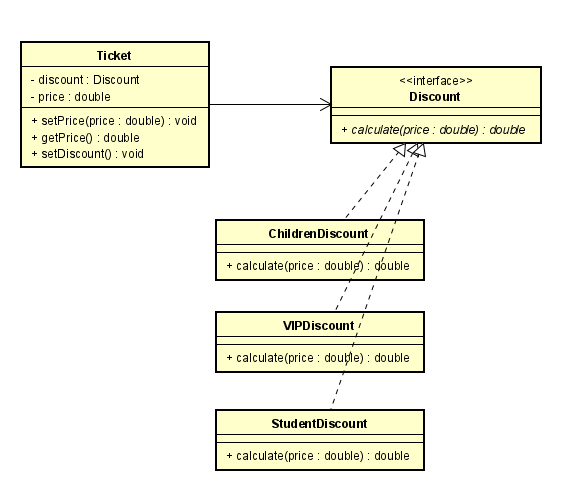 Ticket
- discount : Discount
- price : double
+ setPrice(price : double) : void
+ getPrice() : double
+ setDiscount() : void
<<interface>>
Discount
+ calculate(price : double) : double
ChildrenDiscount
+ calculate(price : double) : double
VIPDiscount
+ calculate(price : double) : double
StudentDiscount
+ calculate(price : double) : double